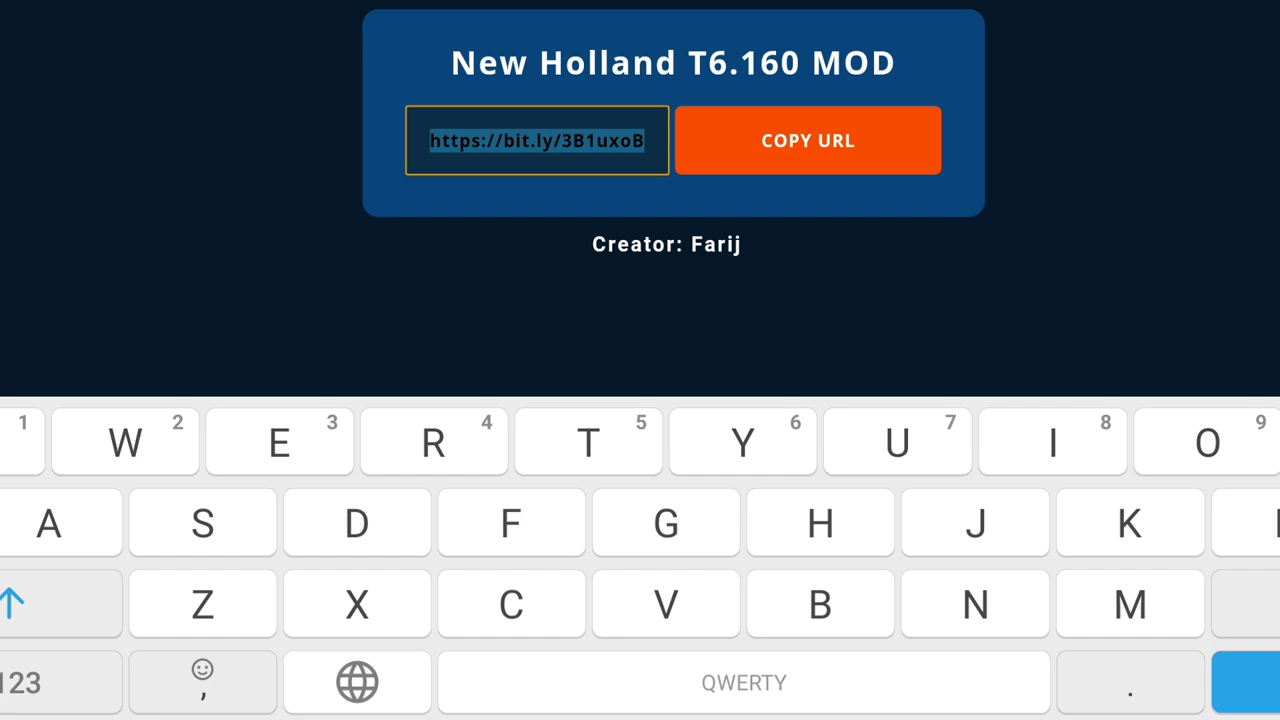 New Holland T6.160 MOD
https://bit.ly/3B1uxoB COPY URL
Creator: Farij
1 W 2 E 3 R 4 T 5 Y 6 U 7 I 8 O 9
A S D F G H J K
Z X C V B N M
123 , QWERTY .